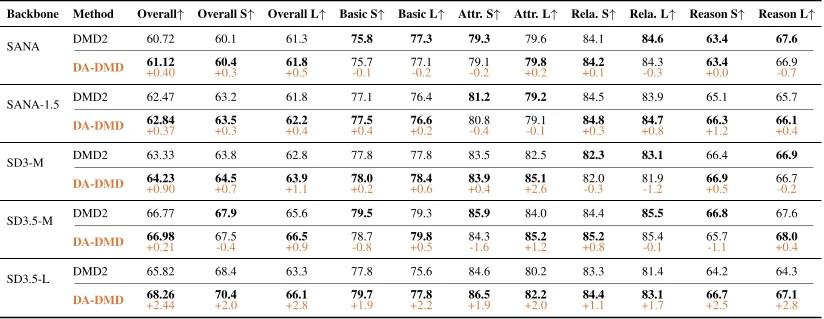 Backbone Method Overall↑ Overall S↑ Overall L↑ Basic S↑ Basic L↑ Attr. S↑ Attr. L↑ Rela. S↑ Rela. L↑ Reason S↑ Reason L↑
SANA DMD2 60.72 60.1 61.3 75.8 77.3 79.3 79.6 84.1 84.6 63.4 67.6
DA-DMD 61.12 60.4 61.8 75.7 77.1 79.1 79.8 84.2 84.3 63.4 66.9
+0.40 +0.3 +0.5 -0.1 -0.2 -0.2 +0.2 +0.1 -0.3 +0.0 -0.7
SANA-1.5 DMD2 62.47 63.2 61.8 77.1 76.4 81.2 79.2 84.5 83.9 65.1 65.7
DA-DMD 62.84 63.5 62.2 77.5 76.6 80.8 79.1 84.8 84.7 66.3 66.1
+0.37 +0.3 +0.4 +0.4 +0.2 -0.4 -0.1 +0.3 +0.8 +1.2 +0.4
SD3-M DMD2 63.33 63.8 62.8 77.8 77.8 83.5 82.5 82.3 83.1 66.4 66.9
DA-DMD 64.23 64.5 63.9 78.0 78.4 83.9 85.1 82.0 81.9 66.9 66.7
+0.90 +0.7 +1.1 +0.2 +0.6 +0.4 +2.6 -0.3 -1.2 +0.5 -0.2
SD3.5-M DMD2 66.77 67.9 65.6 79.5 79.3 85.9 84.0 84.4 85.5 66.8 67.6
DA-DMD 66.98 67.5 66.5 78.7 79.8 84.3 85.2 85.2 85.4 65.7 68.0
+0.21 -0.4 +0.9 -0.8 +0.5 -1.6 +1.2 +0.8 -0.1 -1.1 +0.4
SD3.5-L DMD2 65.82 68.4 63.3 77.8 75.6 84.6 80.2 83.3 81.4 64.2 64.3
DA-DMD 68.26 70.4 66.1 79.7 77.8 86.5 82.2 84.4 83.1 66.7 67.1
+2.44 +2.0 +2.8 +1.9 +2.2 +1.9 +2.0 +1.1 +1.7 +2.5 +2.8